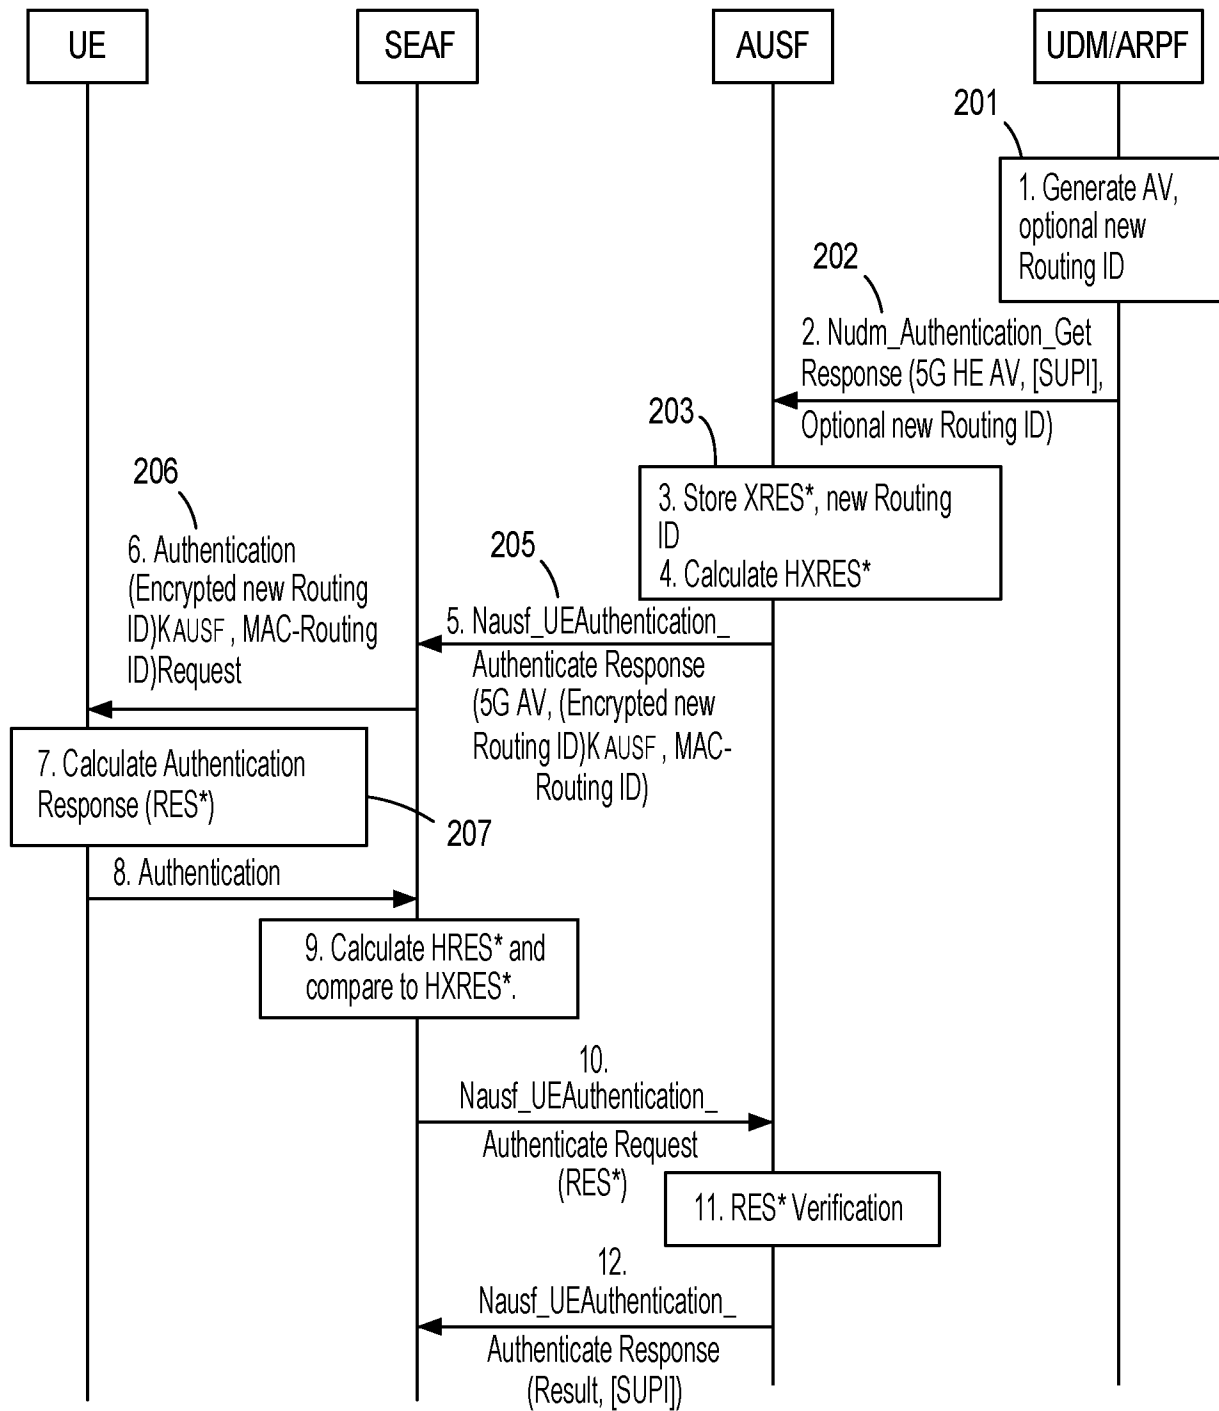 UE
SEAF
AUSF
UDM/ARPF
201
1. Generate AV,
optional new
Routing ID
202
2. Nudm_Authentication_Get
Response (5G HE AV, [SUPI],
Optional new Routing ID)
203
3. Store XRES*, new Routing
ID
4. Calculate HXRES*
206
6. Authentication
(Encrypted new Routing
ID)KAUSF , MAC-Routing
ID)Request
205
5. Nausf_UEAuthentication_
Authenticate Response
(5G AV, (Encrypted new
Routing ID)K AUSF , MAC-
Routing ID)
7. Calculate Authentication
Response (RES*)
207
8. Authentication
9. Calculate HRES* and
compare to HXRES*.
10.
Nausf_UEAuthentication_
Authenticate Request
(RES*)
11. RES* Verification
12.
Nausf_UEAuthentication_
Authenticate Response
(Result, [SUPI])